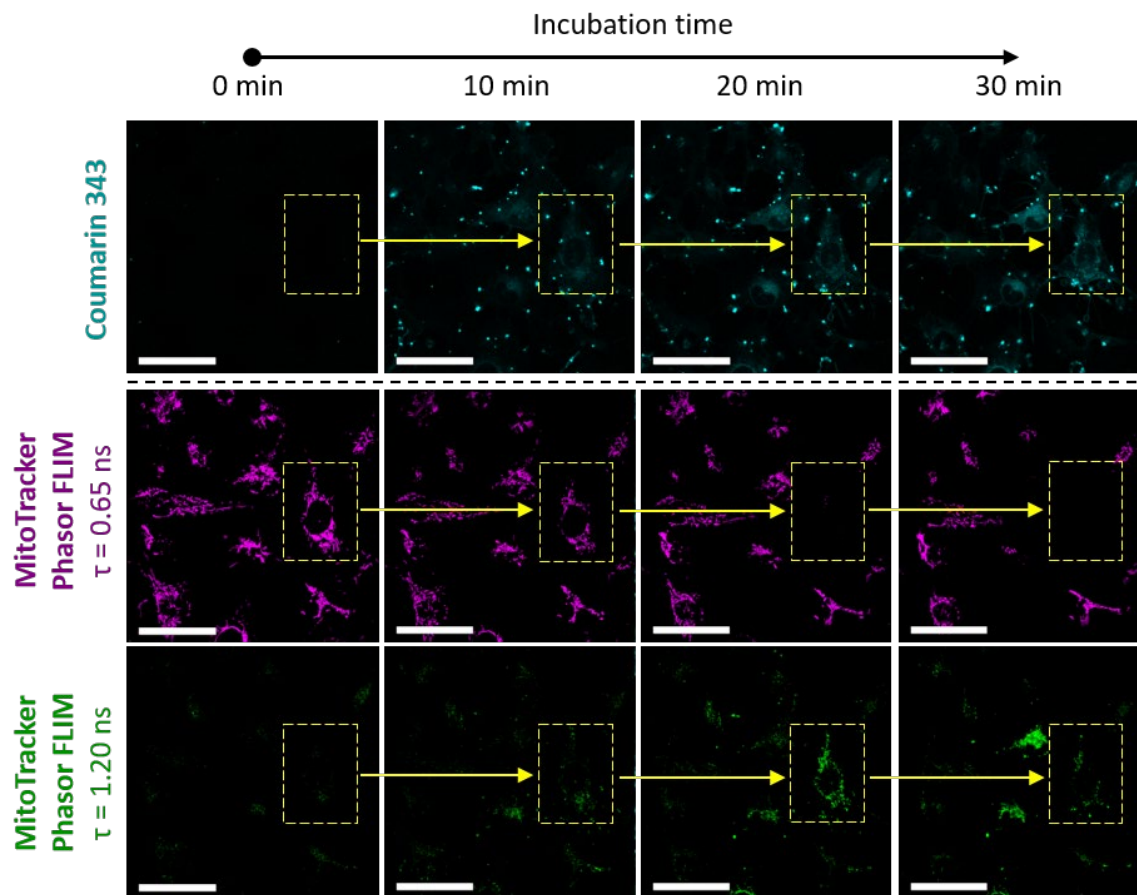 Incubation time
0 min
10 min
20 min
30 min
Coumarin 343
MitoTracker
Phasor FLIM
τ = 0.65 ns
MitoTracker
Phasor FLIM
τ = 1.20 ns